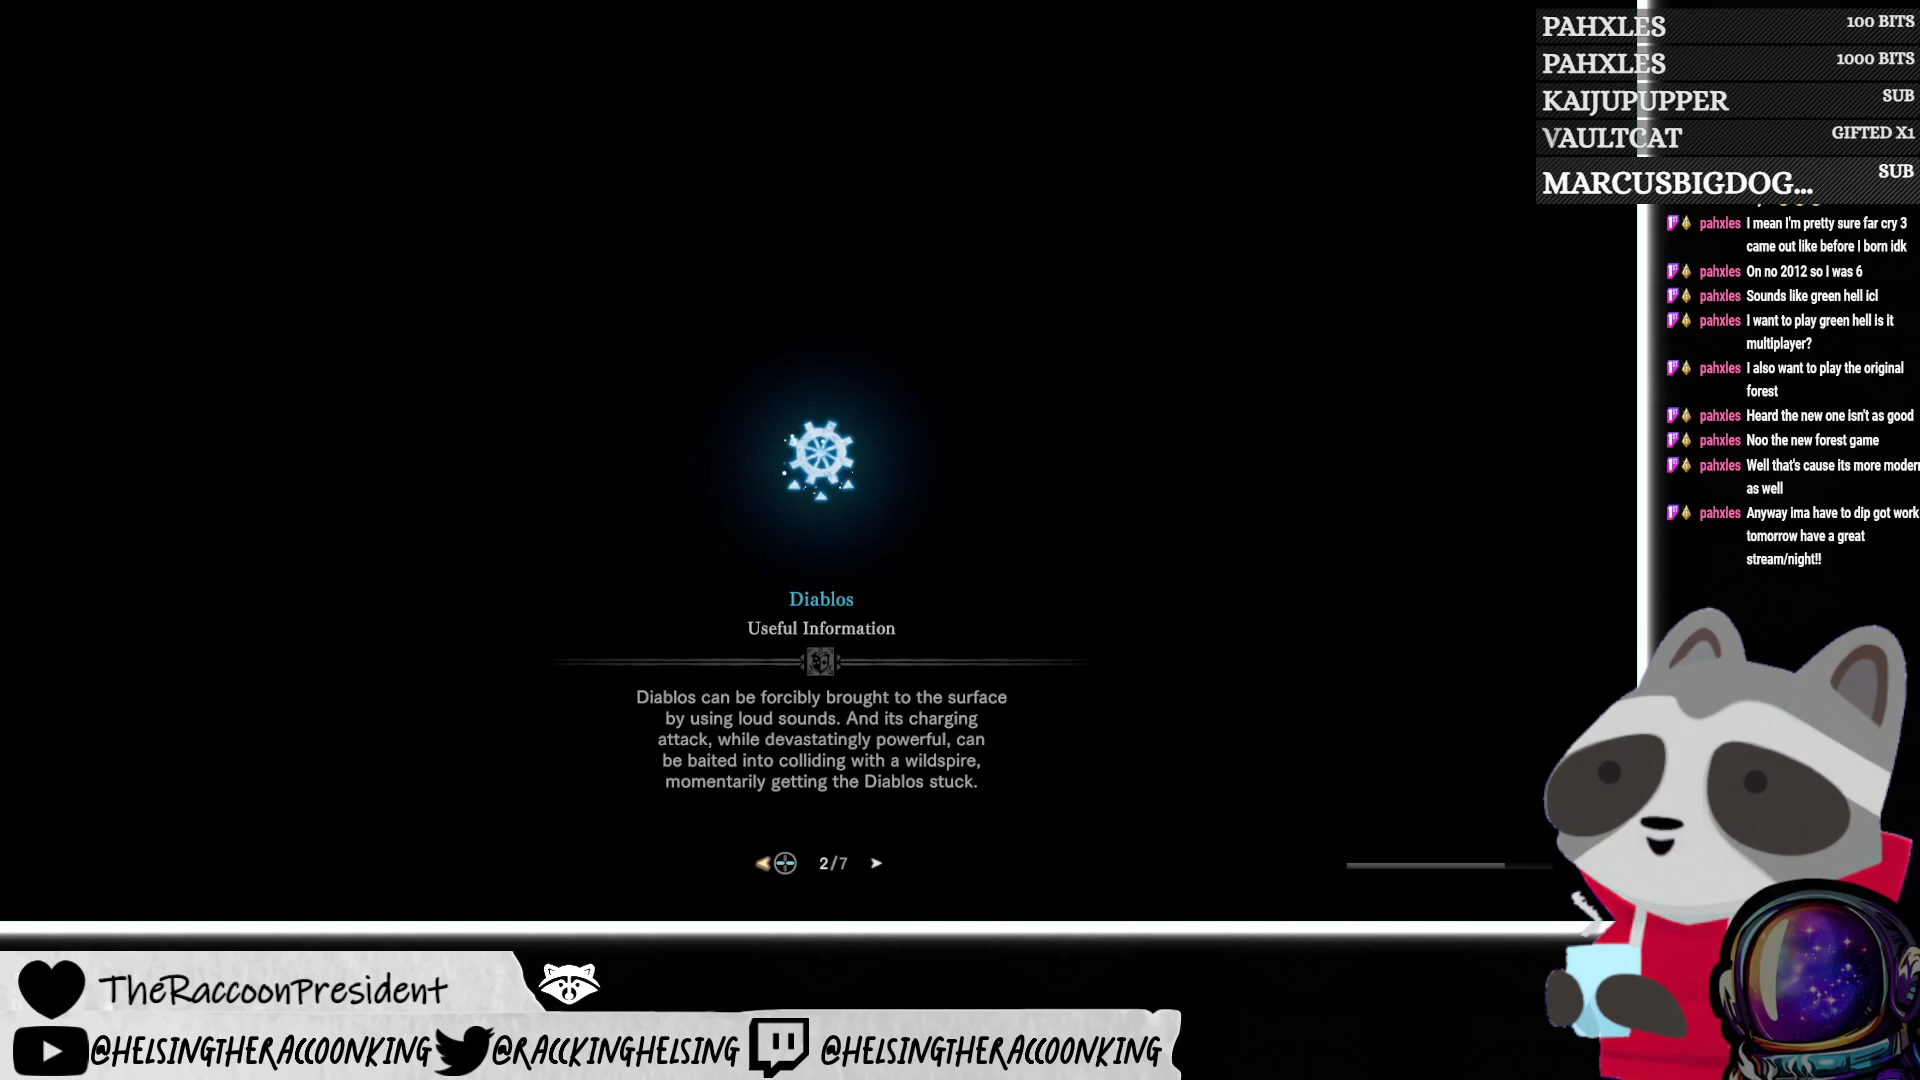 PAHXLES 100 BITS
PAHXLES 1000 BITS
KAIJUPUPPER SUB
VAULTCAT GIFTED X1
MARCUSBIGDOG... SUB
pahxles I mean I'm pretty sure far cry 3
came out like before I born idk
pahxles On no 2012 so I was 6
pahxles Sounds like green hell icl
pahxles I want to play green hell is it
multiplayer?
pahxles I also want to play the original
forest
pahxles Heard the new one isn't as good
pahxles Noo the new forest game
pahxles Well that's cause its more modern
as well
pahxles Anyway ima have to dip got work
tomorrow have a great
stream/night!!
Diablos
Useful Information
Diablos can be forcibly brought to the surface
by using loud sounds. And its charging
attack, while devastatingly powerful, can
be baited into colliding with a wildspire,
momentarily getting the Diablos stuck.
2/7
TheRaccoonPresident
@HELSINGTHERACCOONKING @RACCKINGHELSING @HELSINGTHERACCOONKING